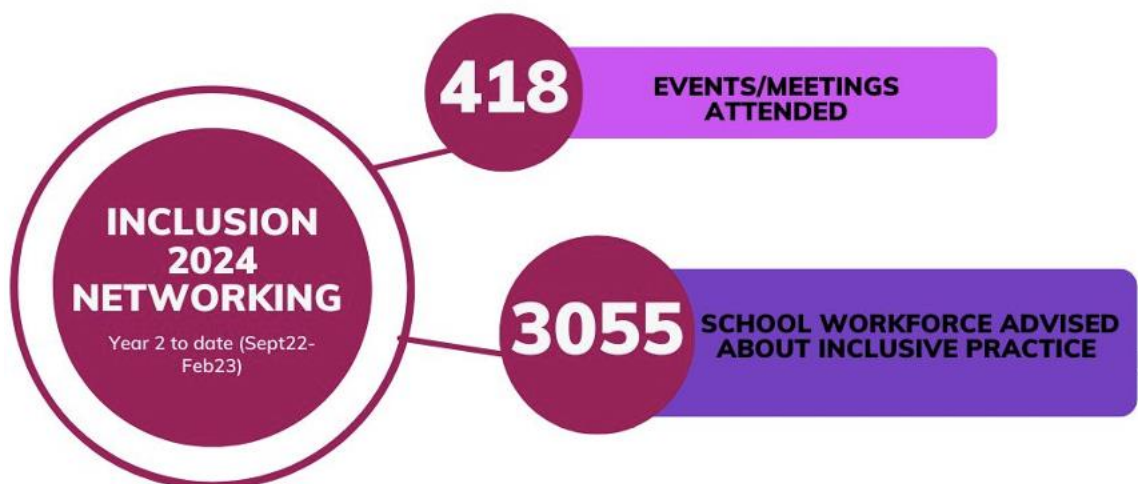 INCLUSION
2024
NETWORKING
Year 2 to date (Sept22-
Feb23)
418
EVENTS/MEETINGS
ATTENDED
3055
SCHOOL WORKFORCE ADVISED
ABOUT INCLUSIVE PRACTICE